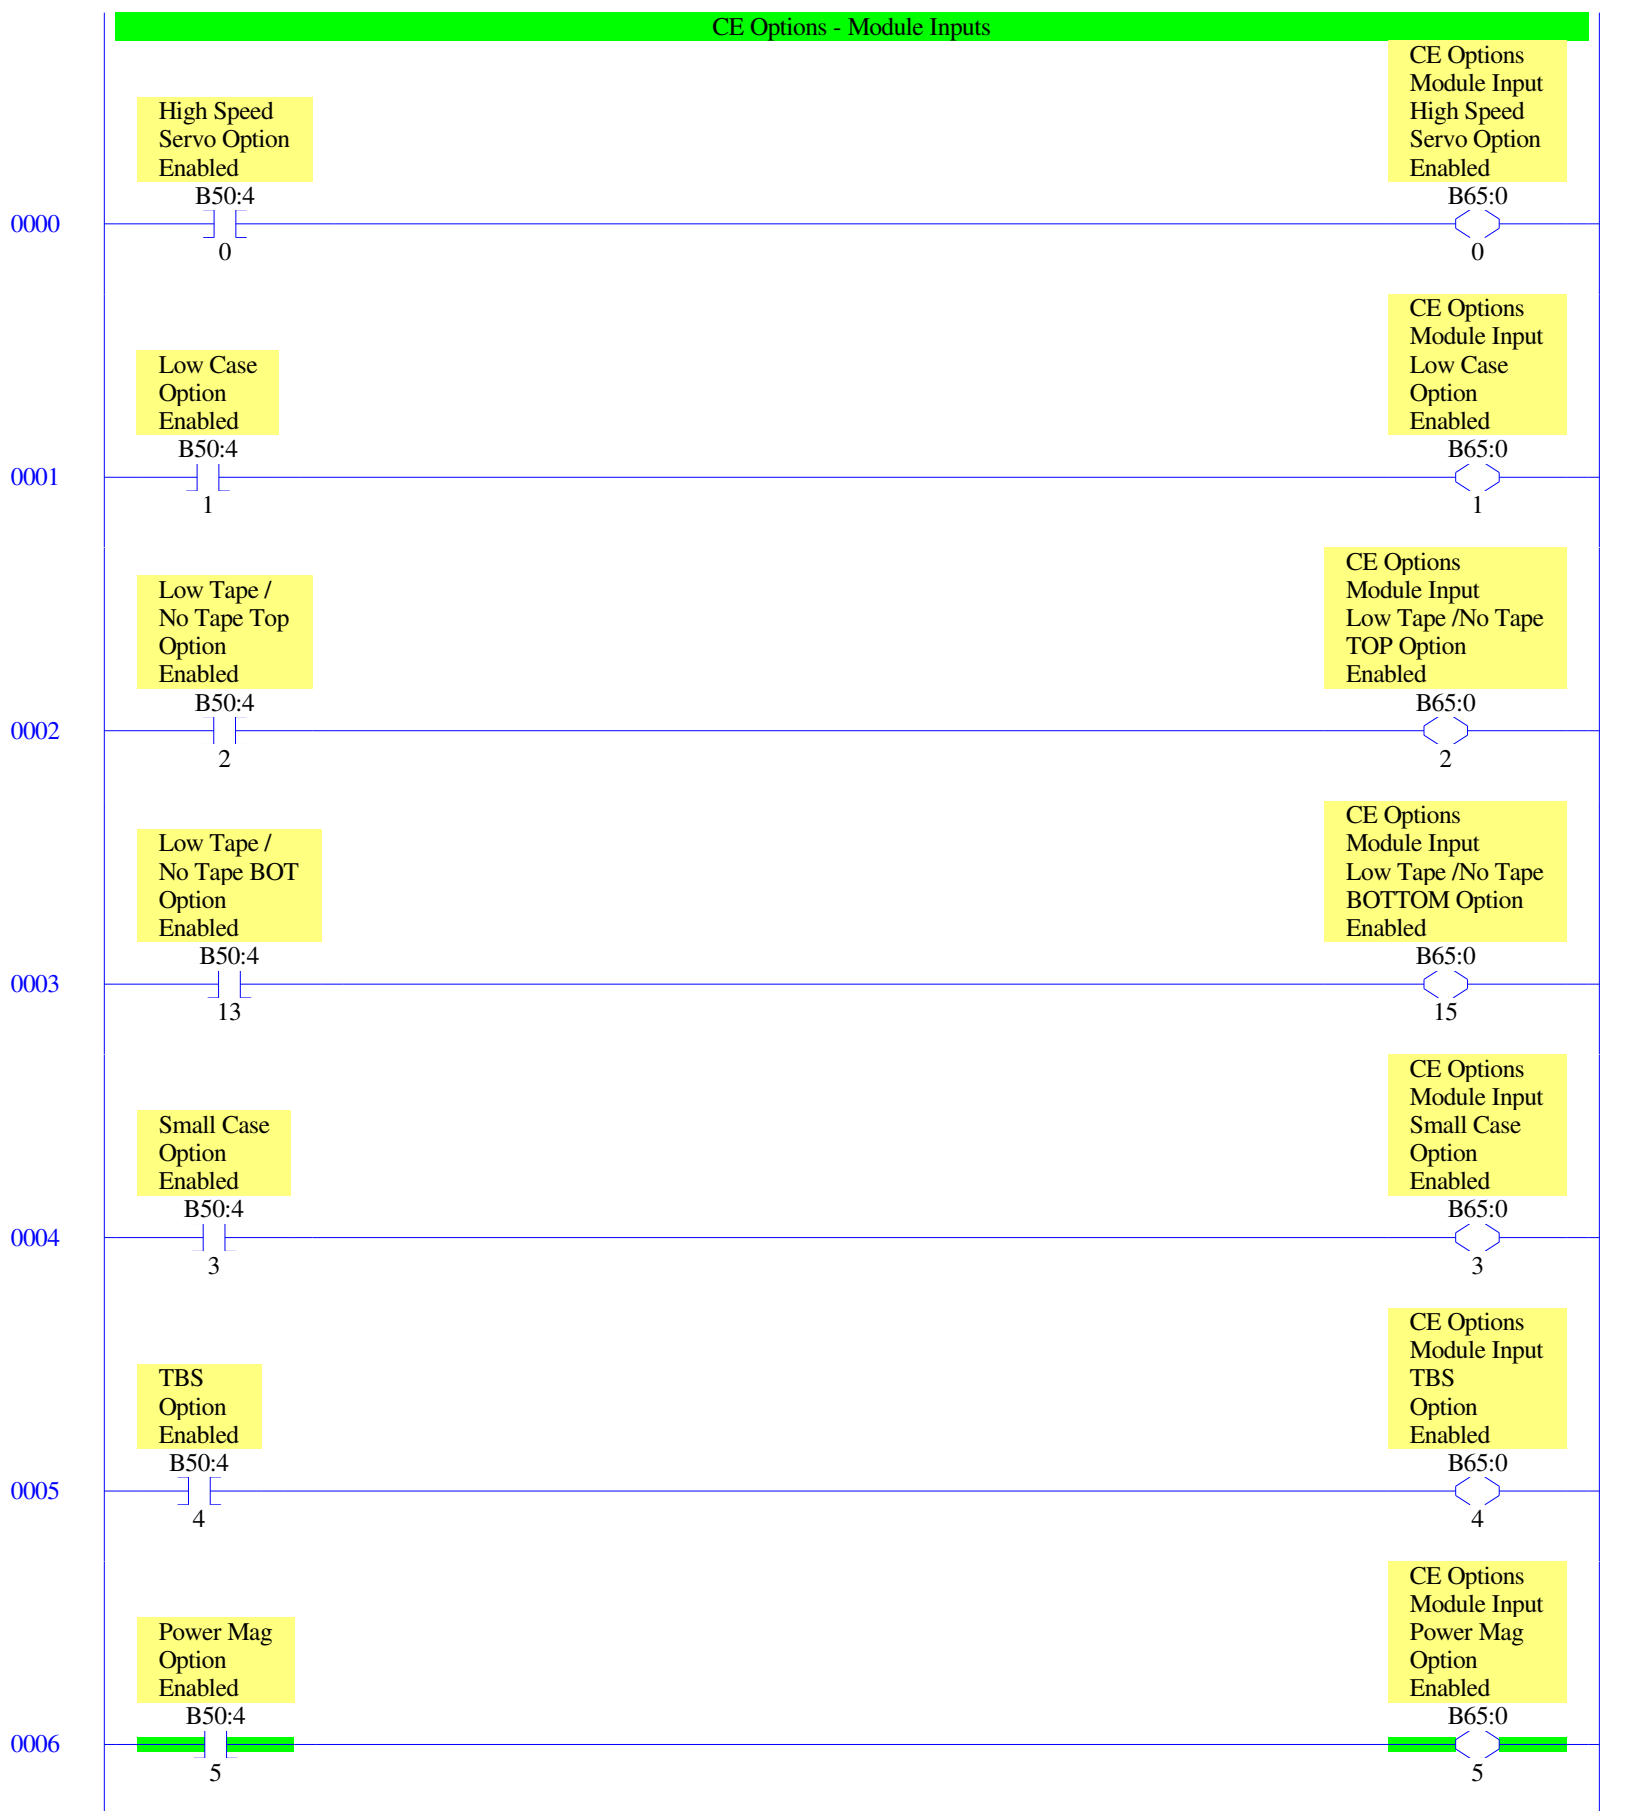 CE Options - Module Inputs
High Speed
Servo Option
Enabled
B50:4
0
CE Options
Module Input
High Speed
Servo Option
Enabled
B65:0
0
0000
Low Case
Option
Enabled
B50:4
1
CE Options
Module Input
Low Case
Option
Enabled
B65:0
1
0001
Low Tape /
No Tape Top
Option
Enabled
B50:4
2
CE Options
Module Input
Low Tape /No Tape
TOP Option
Enabled
B65:0
2
0002
Low Tape /
No Tape BOT
Option
Enabled
B50:4
13
CE Options
Module Input
Low Tape /No Tape
BOTTOM Option
Enabled
B65:0
15
0003
Small Case
Option
Enabled
B50:4
3
CE Options
Module Input
Small Case
Option
Enabled
B65:0
3
0004
TBS
Option
Enabled
B50:4
4
CE Options
Module Input
TBS
Option
Enabled
B65:0
4
0005
Power Mag
Option
Enabled
B50:4
5
CE Options
Module Input
Power Mag
Option
Enabled
B65:0
5
0006